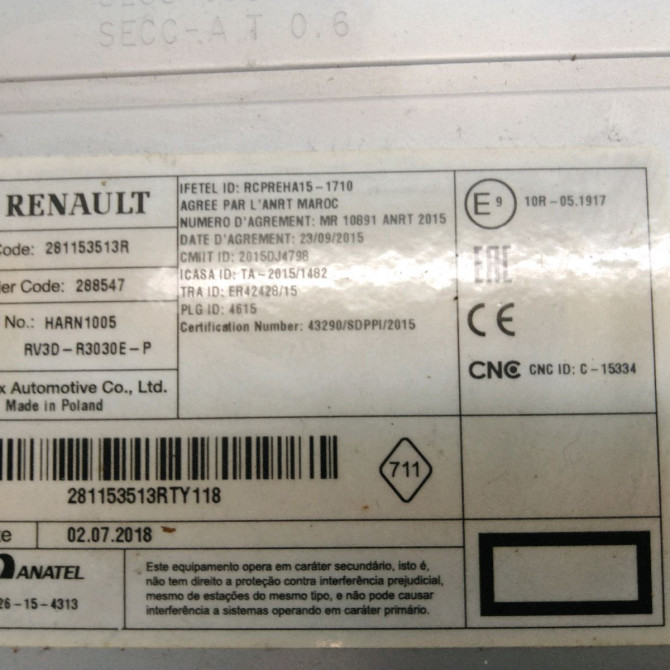 SECC-A T 0.6
RENAULT
Code: 281153513R
er Code: 288547
No.: HARN1005
RV3D-R3030E-P
x Automotive Co., Ltd.
Made in Poland
IFETEL ID: RCPREHA15-1710
AGREE PAR L'ANRT MAROC
NUMERO D'AGREMENT: MR 10891 ANRT 2015
DATE D'AGREMENT: 23/09/2015
CMIIT ID: 2015DJ4798
ICASA ID: TA-2015/1482
TRA ID: ER42428/15
PLG ID: 4615
Certification Number: 43290/SDPPI/2015
E9 10R-05.1917
EAC
CE
CNC CNC ID: C-15334
281153513RTY118
711
te 02.07.2018
ANATEL
26-15-4313
Este equipamento opera em caráter secundário, isto é,
não tem direito a proteção contra interferência prejudicial,
mesmo de estações do mesmo tipo, e não pode causar
interferência a sistemas operando em caráter primário.